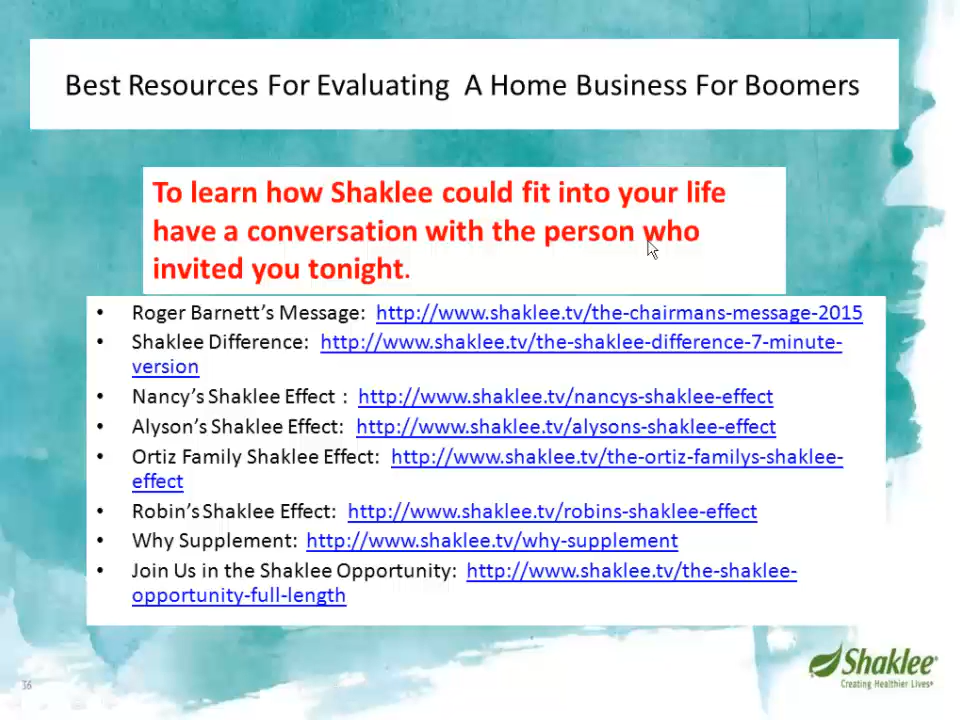 Best Resources For Evaluating A Home Business For Boomers
To learn how Shaklee could fit into your life
have a conversation with the person who
invited you tonight.
• Roger Barnett's Message: http://www.shaklee.tv/the-chairmans-message-2015
• Shaklee Difference: http://www.shaklee.tv/the-shaklee-difference-7-minute-
version
• Nancy's Shaklee Effect : http://www.shaklee.tv/nancys-shaklee-effect
• Alyson's Shaklee Effect: http://www.shaklee.tv/alysons-shaklee-effect
• Ortiz Family Shaklee Effect: http://www.shaklee.tv/the-ortiz-familys-shaklee-
effect
• Robin's Shaklee Effect: http://www.shaklee.tv/robins-shaklee-effect
• Why Supplement: http://www.shaklee.tv/why-supplement
• Join Us in the Shaklee Opportunity: http://www.shaklee.tv/the-shaklee-
opportunity-full-length
36
Shaklee
Creating Healthier Lives